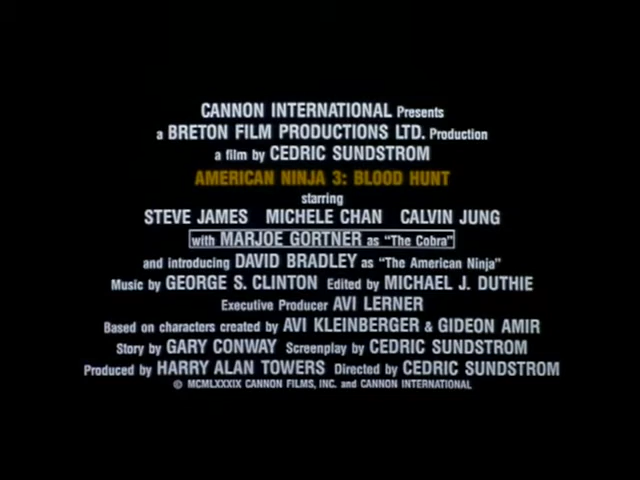 CANNON INTERNATIONAL Presents
a BRETON FILM PRODUCTIONS LTD. Production
a film by CEDRIC SUNDSTROM
AMERICAN NINJA 3: BLOOD HUNT
starring
STEVE JAMES MICHELE CHAN CALVIN JUNG
with MARJOE GORTNER as "The Cobra"
and introducing DAVID BRADLEY as "The American Ninja"
Music by GEORGE S. CLINTON Edited by MICHAEL J. DUTHIE
Executive Producer AVI LERNER
Based on characters created by AVI KLEINBERGER & GIDEON AMIR
Story by GARY CONWAY Screenplay by CEDRIC SUNDSTROM
Produced by HARRY ALAN TOWERS Directed by CEDRIC SUNDSTROM
© MCMLXXXIX CANNON FILMS, INC. and CANNON INTERNATIONAL